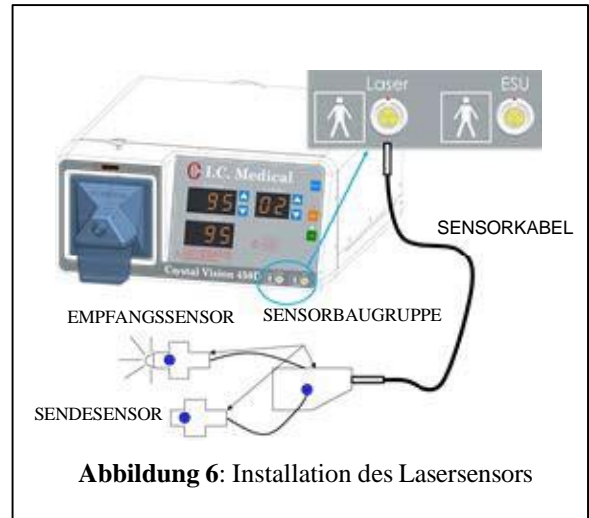 Laser ESU
I.C. Medical
95 02
95
Crystal Vision 450D
SENSORKABEL
EMPFANGSSENSOR SENSORBAUGRUPPE
SENDESENSOR
Abbildung 6: Installation des Lasersensors